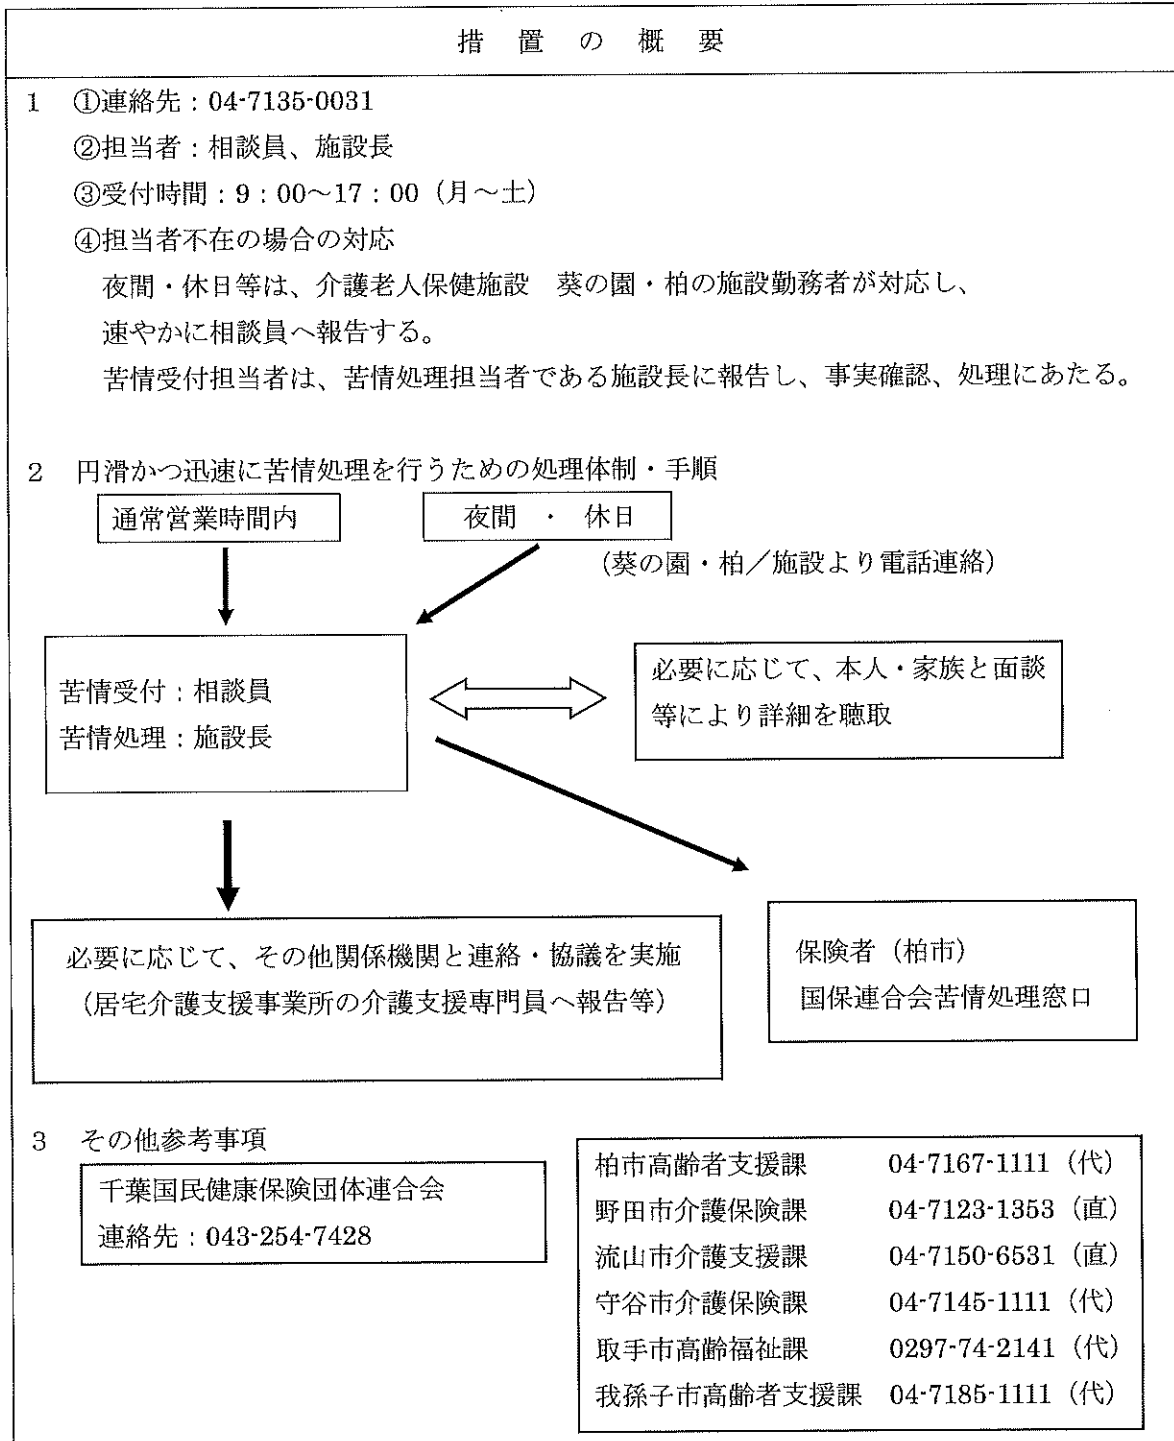 措置の概要
1 ①連絡先：04-7135-0031
②担当者：相談員、施設長
③受付時間：9：00～17：00（月～土）
④担当者不在の場合の対応
夜間・休日等は、介護老人保健施設　葵の園・柏の施設勤務者が対応し、
速やかに相談員へ報告する。
苦情受付担当者は、苦情処理担当者である施設長に報告し、事実確認、処理にあたる。
2 円滑かつ迅速に苦情処理を行うための処理体制・手順
通常営業時間内
夜間　・　休日
（葵の園・柏／施設より電話連絡）
苦情受付：相談員
苦情処理：施設長
必要に応じて、本人・家族と面談
等により詳細を聴取
必要に応じて、その他関係機関と連絡・協議を実施
（居宅介護支援事業所の介護支援専門員へ報告等）
保険者（柏市）
国保連合会苦情処理窓口
3 その他参考事項
千葉国民健康保険団体連合会
連絡先：043-254-7428
柏市高齢者支援課 04-7167-1111（代）
野田市介護保険課 04-7123-1353（直）
流山市介護支援課 04-7150-6531（直）
守谷市介護保険課 04-7145-1111（代）
取手市高齢福祉課 0297-74-2141（代）
我孫子市高齢者支援課 04-7185-1111（代）